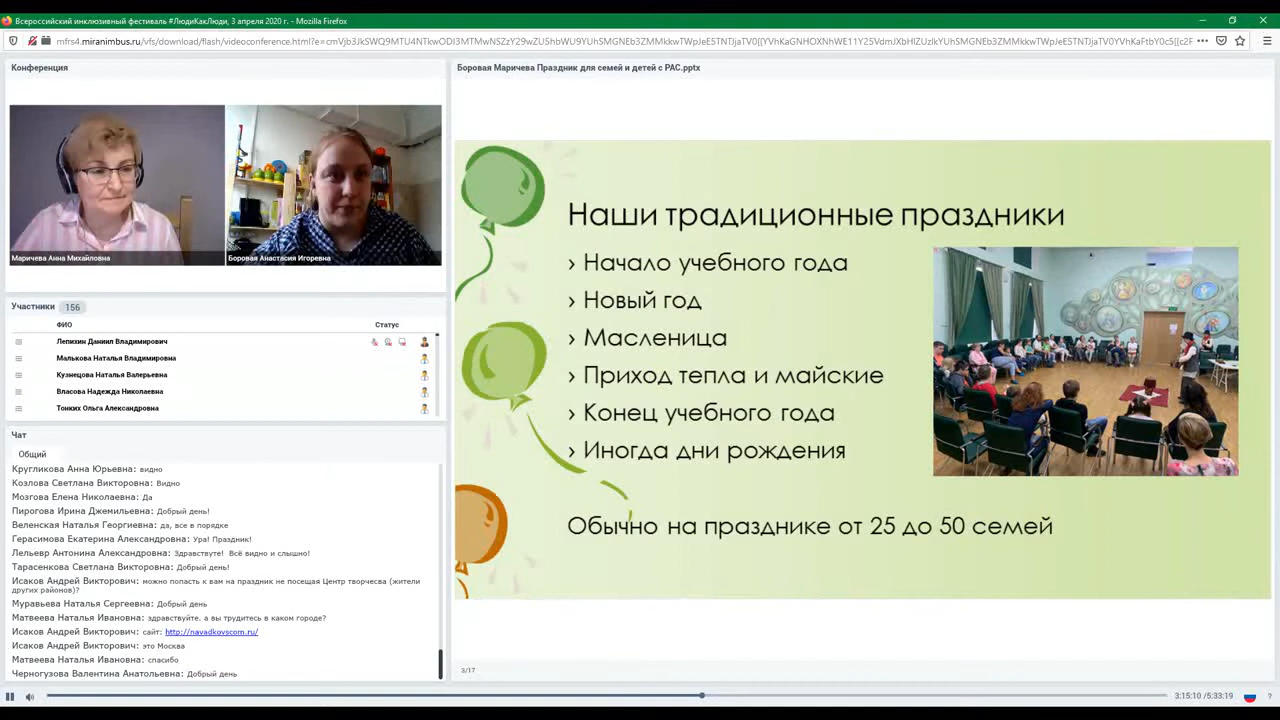 Всероссийский инклюзивный фестиваль #ЛюдиКакЛюди, 3 апреля 2020 г. - Mozilla Firefox
Конференция
Маричева Анна Михайловна
Боровая Анастасия Игоревна
Участники 156
ФИО Статус
Лепихин Даниил Владимирович
Малькова Наталья Владимировна
Кузнецова Наталья Валерьевна
Власова Надежда Николаевна
Тонких Ольга Александровна
Чат
Общий
Кругликова Анна Юрьевна: видно
Козлова Светлана Викторовна: Видно
Мозгова Елена Николаевна: Да
Пирогова Ирина Джемильевна: Добрый день!
Веленская Наталья Георгиевна: да, все в порядке
Герасимова Екатерина Александровна: Ура! Праздник!
Лельевр Антонина Александровна: Здравствуте! Всё видно и слышно!
Тарасенкова Светлана Викторовна: Добрый день!
Исаков Андрей Викторович: можно попасть к вам на праздник не посещая Центр творчесва (жители
других районов)?
Муравьева Наталья Сергеевна: Добрый день
Матвеева Наталья Ивановна: здравствуйте. а вы трудитесь в каком городе?
Исаков Андрей Викторович: сайт: http://navadkovscom.ru/
Исаков Андрей Викторович: это Москва
Матвеева Наталья Ивановна: спасибо
Черногузова Валентина Анатольевна: Добрый день
Боровая Маричева Праздник для семей и детей с РАС.pptx
Наши традиционные праздники
› Начало учебного года
› Новый год
› Масленица
› Приход тепла и майские
› Конец учебного года
› Иногда дни рождения
Обычно на празднике от 25 до 50 семей
3/17
3:15:10 /5:33:19
?